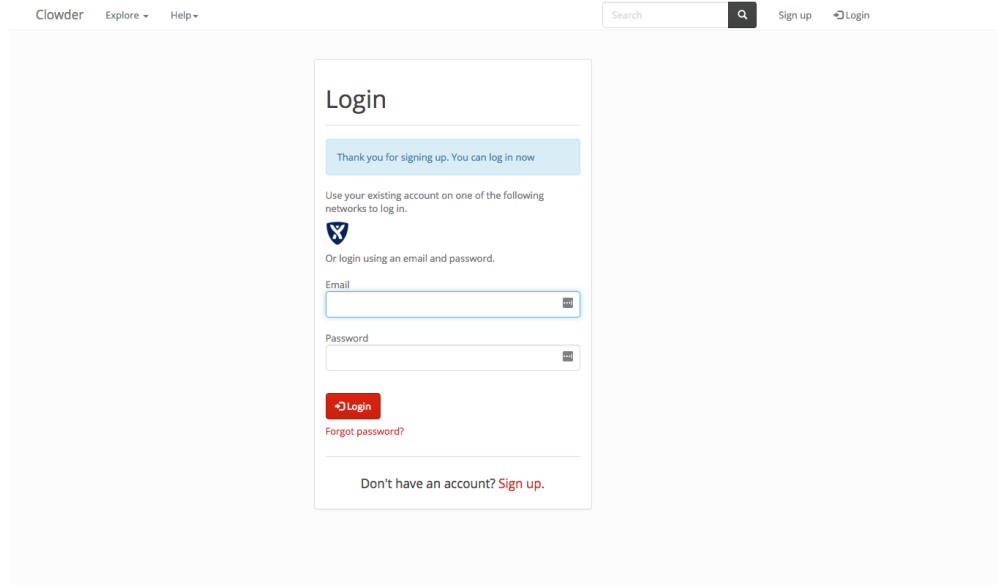 Clowder Explore Help Search Sign up Login
Login
Thank you for signing up. You can log in now
Use your existing account on one of the following
networks to log in.
Or login using an email and password.
Email
Password
Login
Forgot password?
Don't have an account? Sign up.